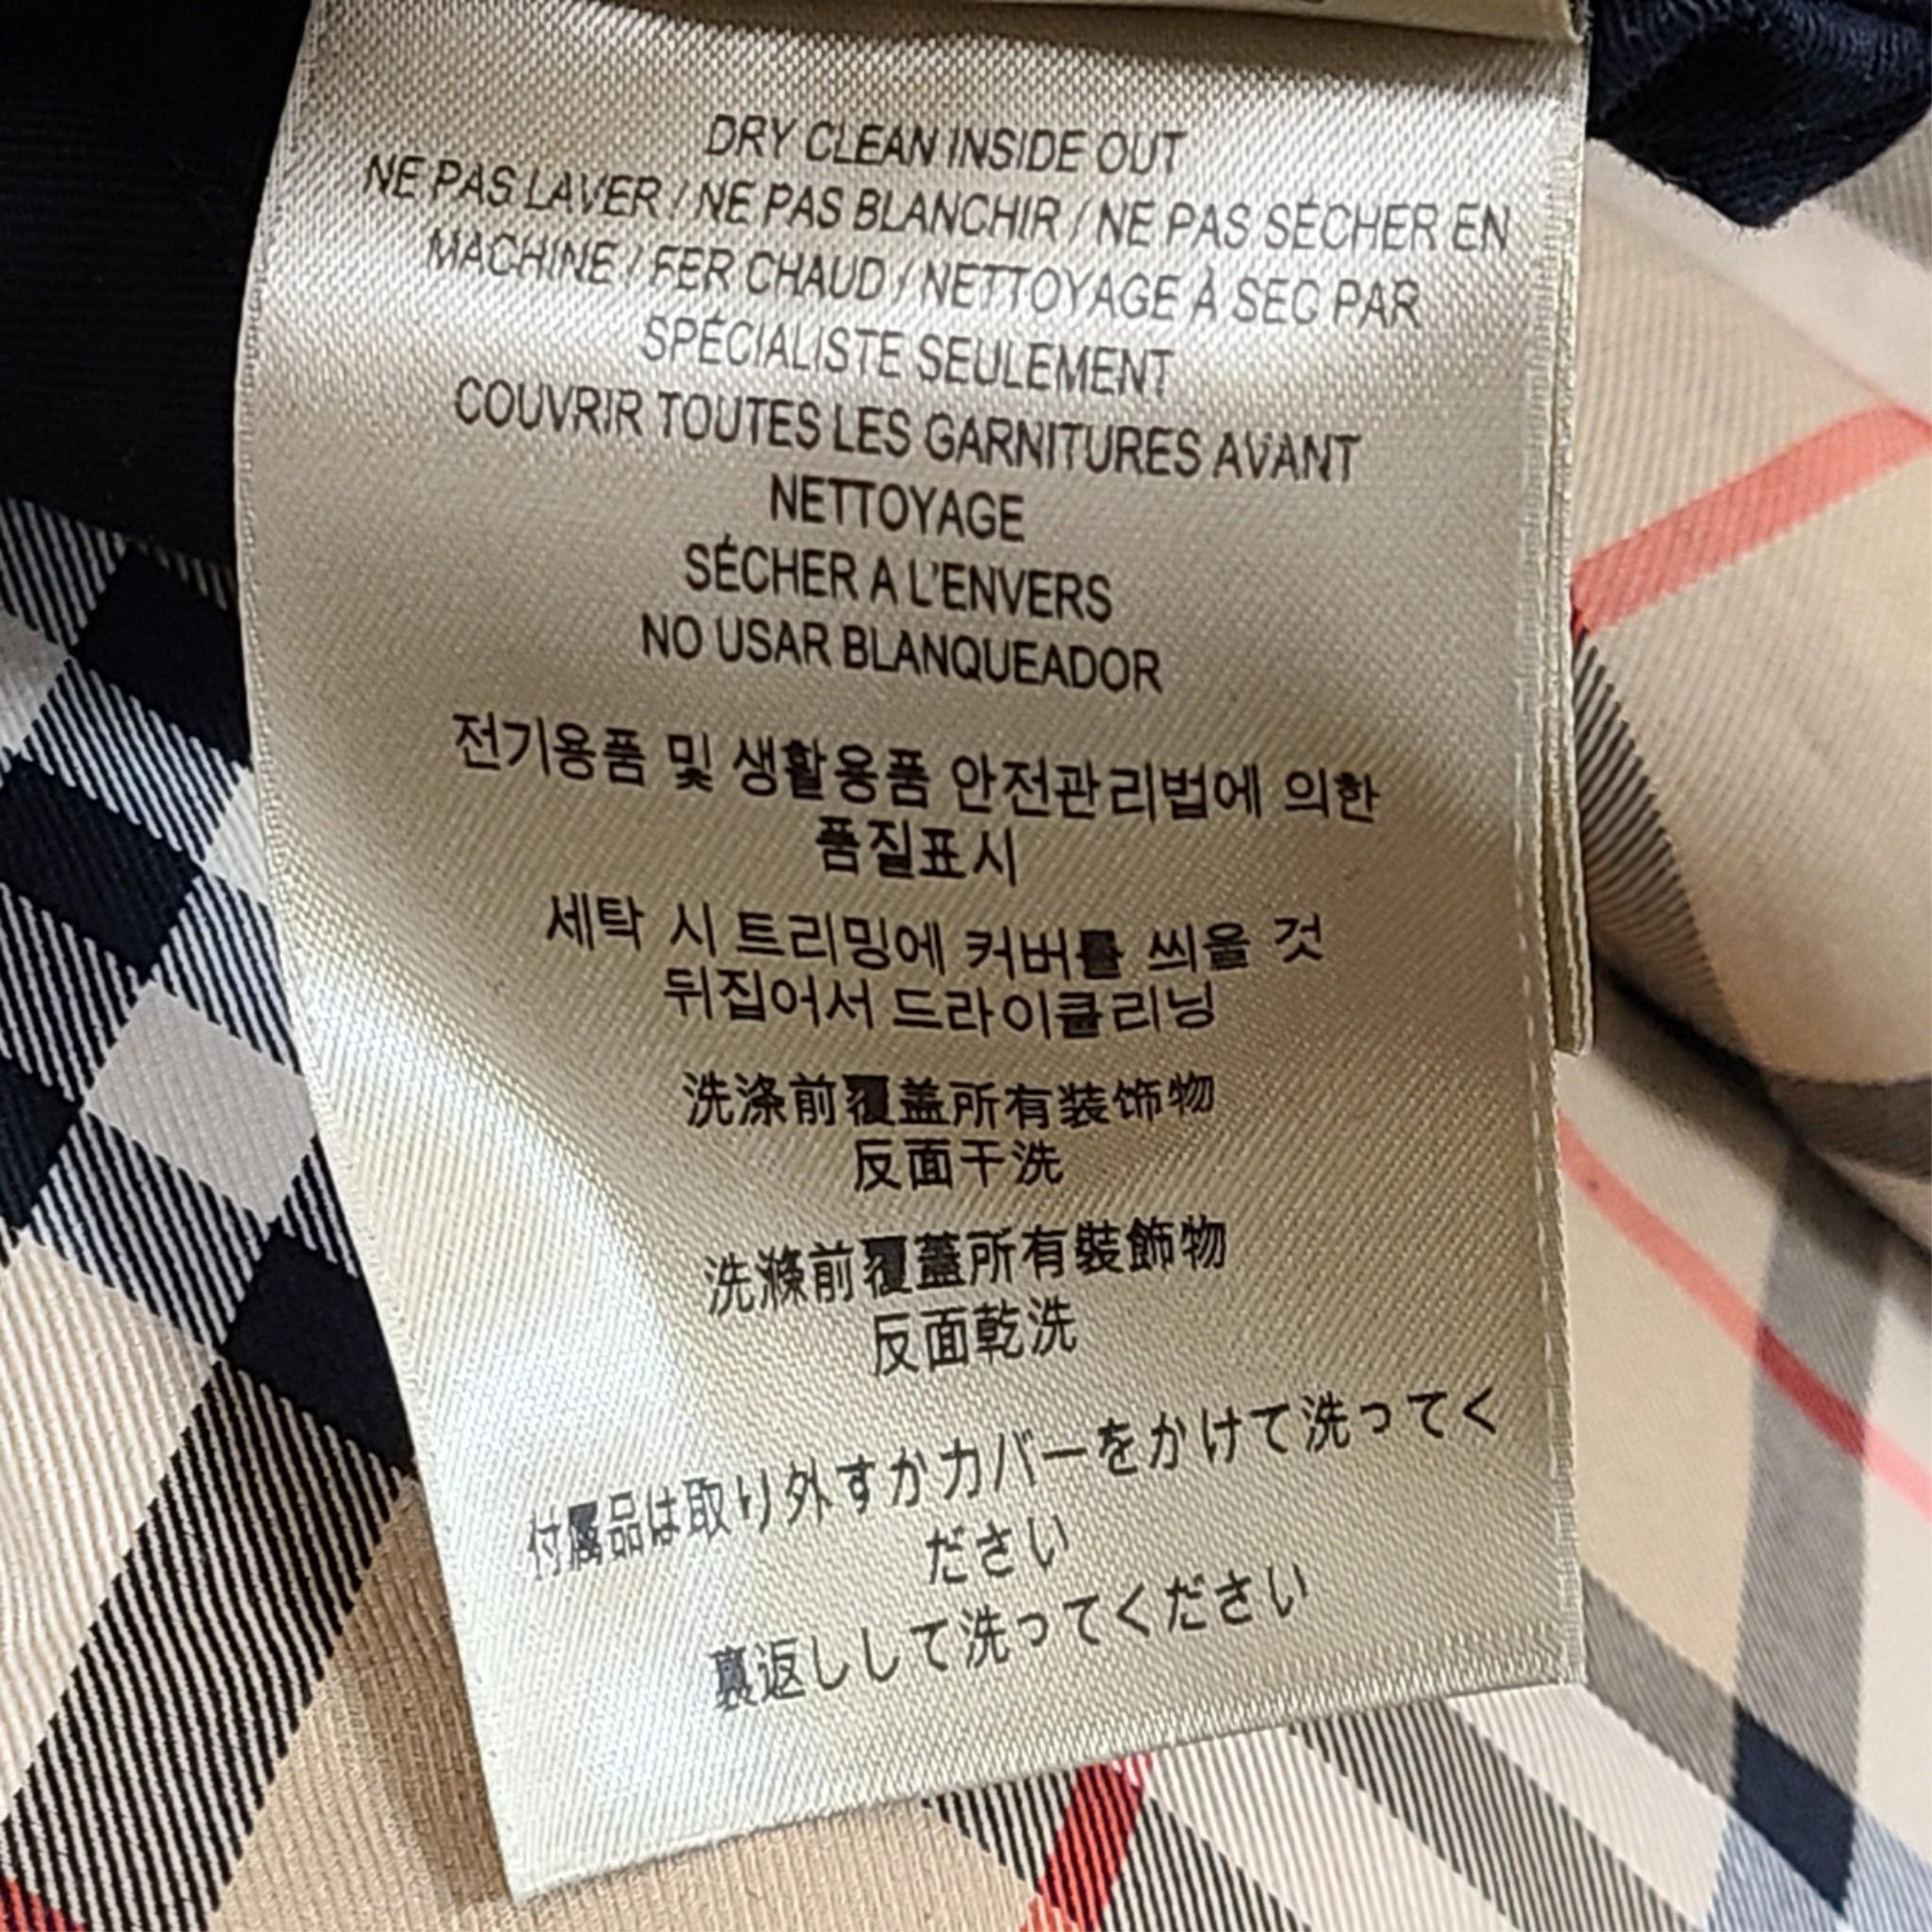 DRY CLEAN INSIDE OUT
NE PAS LAVER / NE PAS BLANCHIR / NE PAS SÉCHER EN
MACHINE / FER CHAUD / NETTOYAGE À SEC PAR
SPÉCIALISTE SEULEMENT
COUVRIR TOUTES LES GARNITURES AVANT
NETTOYAGE
SÉCHER A L'ENVERS
NO USAR BLANQUEADOR
전기용품 및 생활용품 안전관리법에 의한
품질표시
세탁 시 트리밍에 커버를 씌울 것
뒤집어서 드라이클리닝
洗涤前覆盖所有装饰物
反面干洗
洗滌前覆蓋所有裝飾物
反面乾洗
付属品は取り外すかカバーをかけて洗ってく
ださい
裏返しして洗ってください